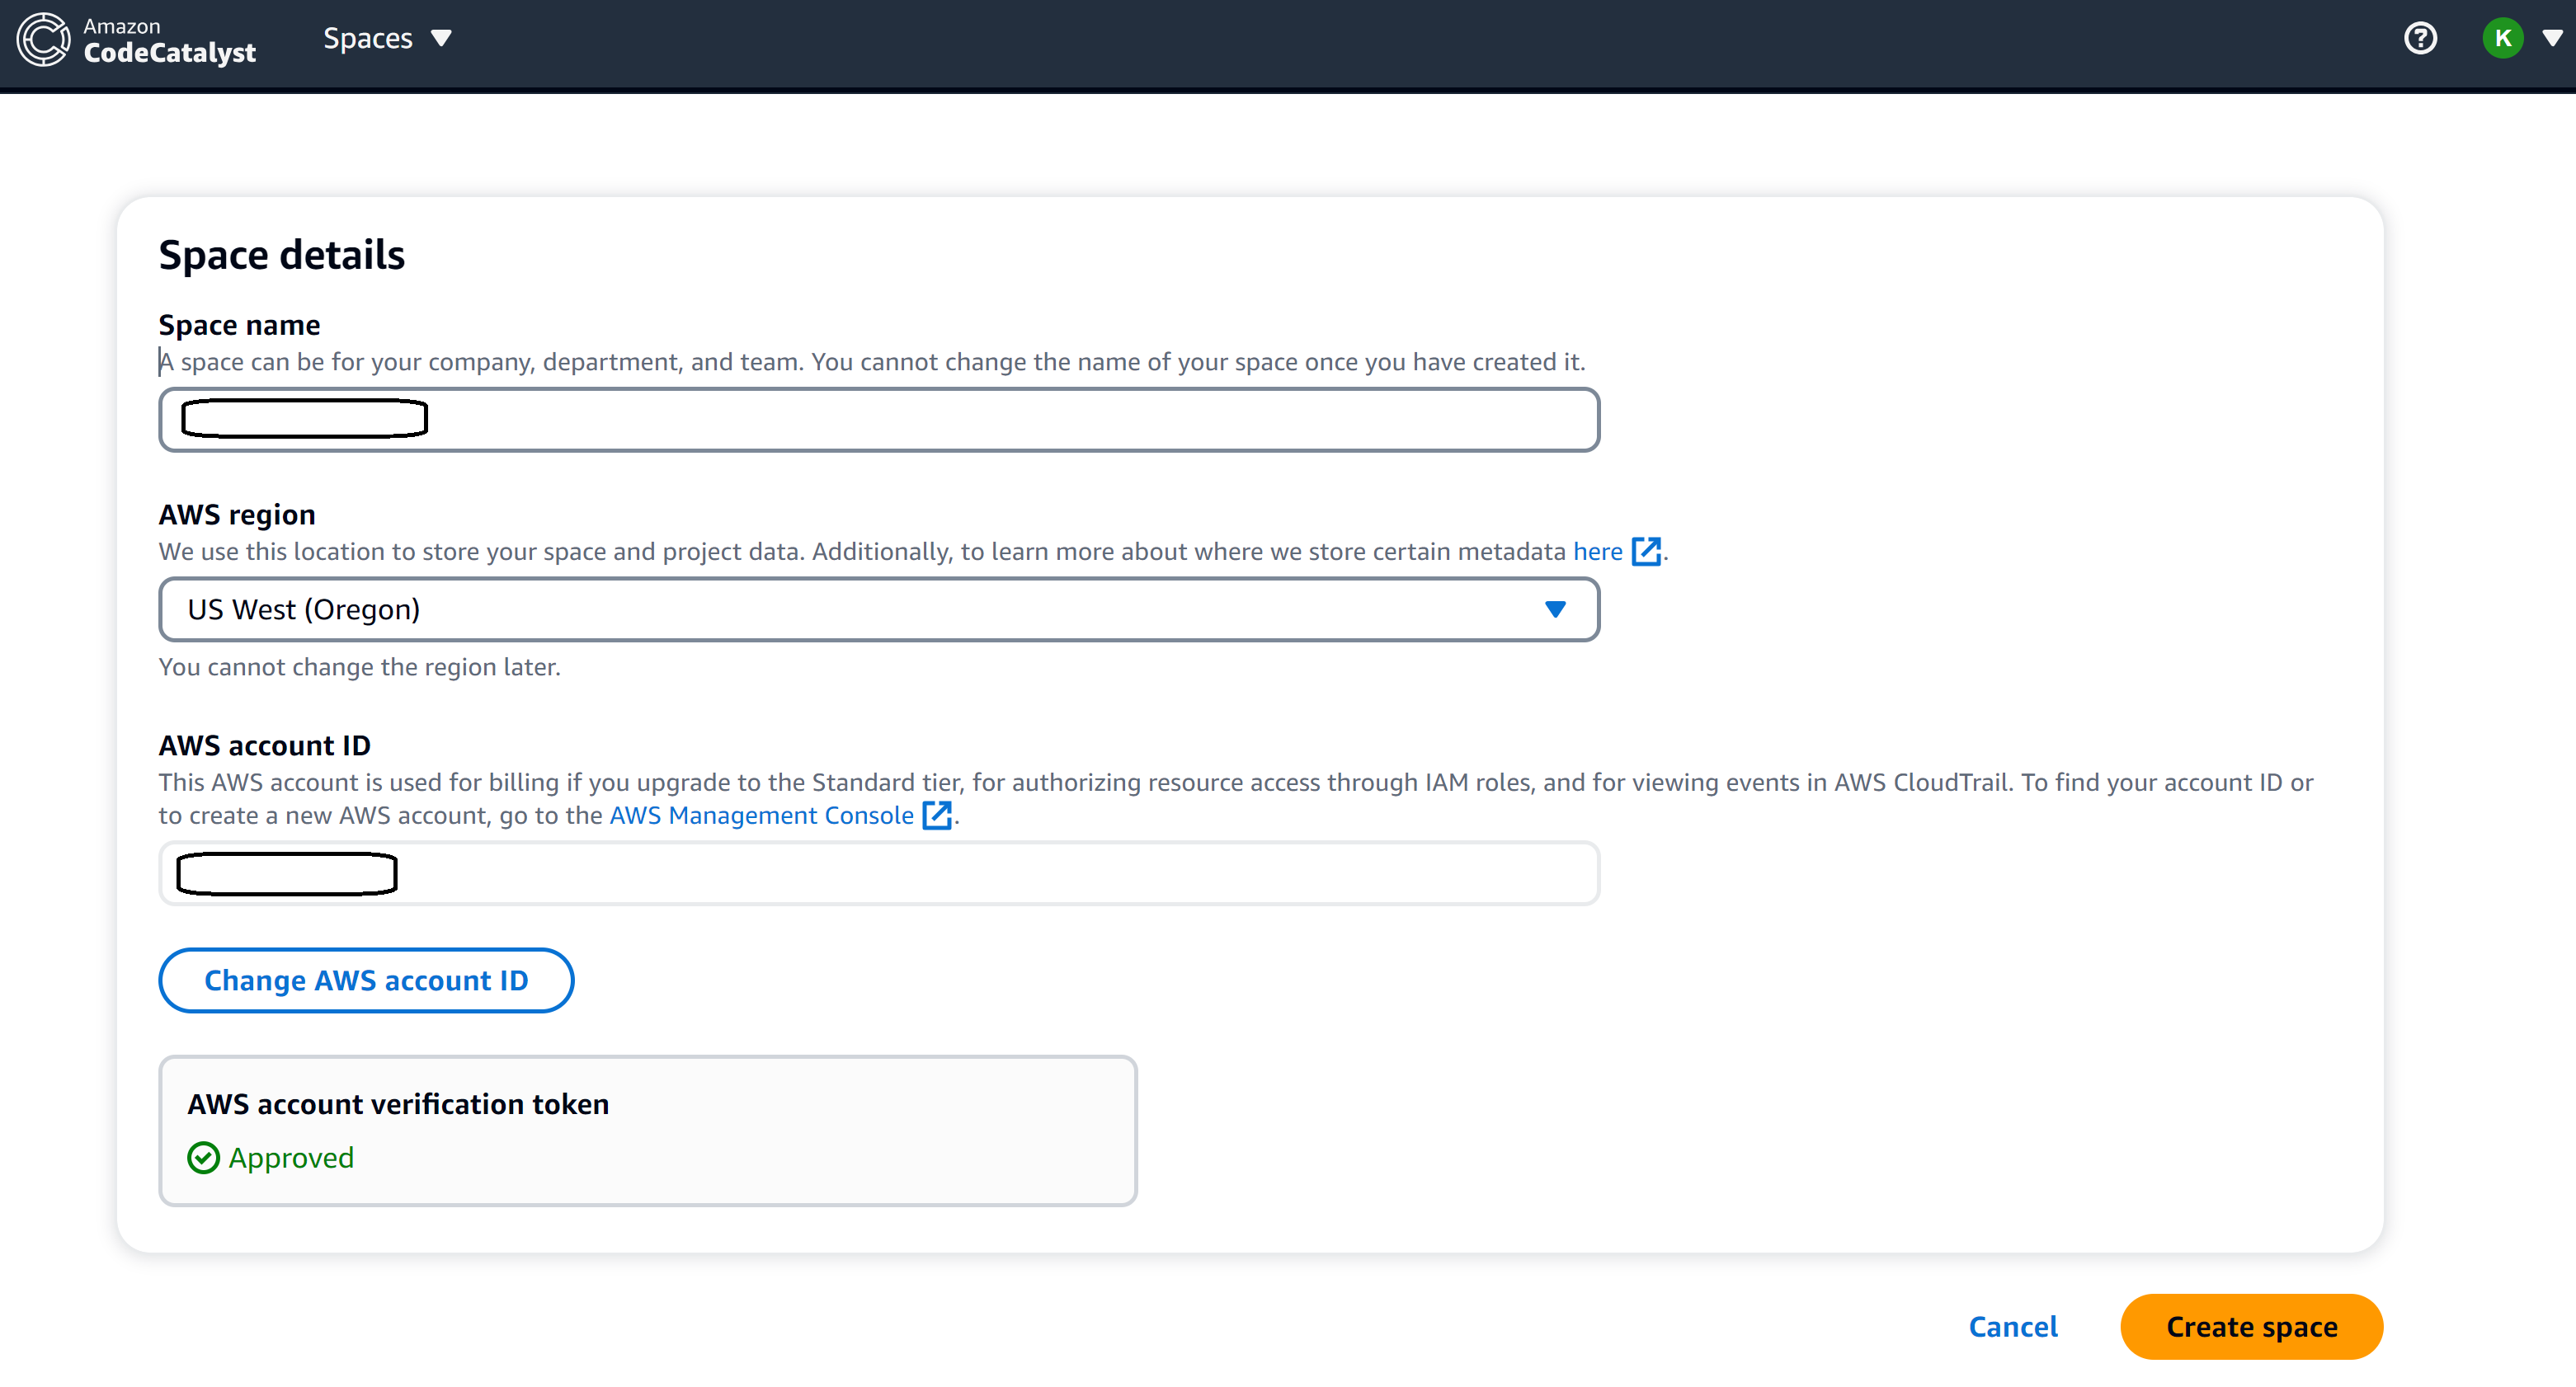 Amazon
CodeCatalyst
Spaces
K
Space details
Space name
A space can be for your company, department, and team. You cannot change the name of your space once you have created it.
AWS region
We use this location to store your space and project data. Additionally, to learn more about where we store certain metadata here.
US West (Oregon)
You cannot change the region later.
AWS account ID
This AWS account is used for billing if you upgrade to the Standard tier, for authorizing resource access through IAM roles, and for viewing events in AWS CloudTrail. To find your account ID or
to create a new AWS account, go to the AWS Management Console.
Change AWS account ID
AWS account verification token
Approved
Cancel
Create space